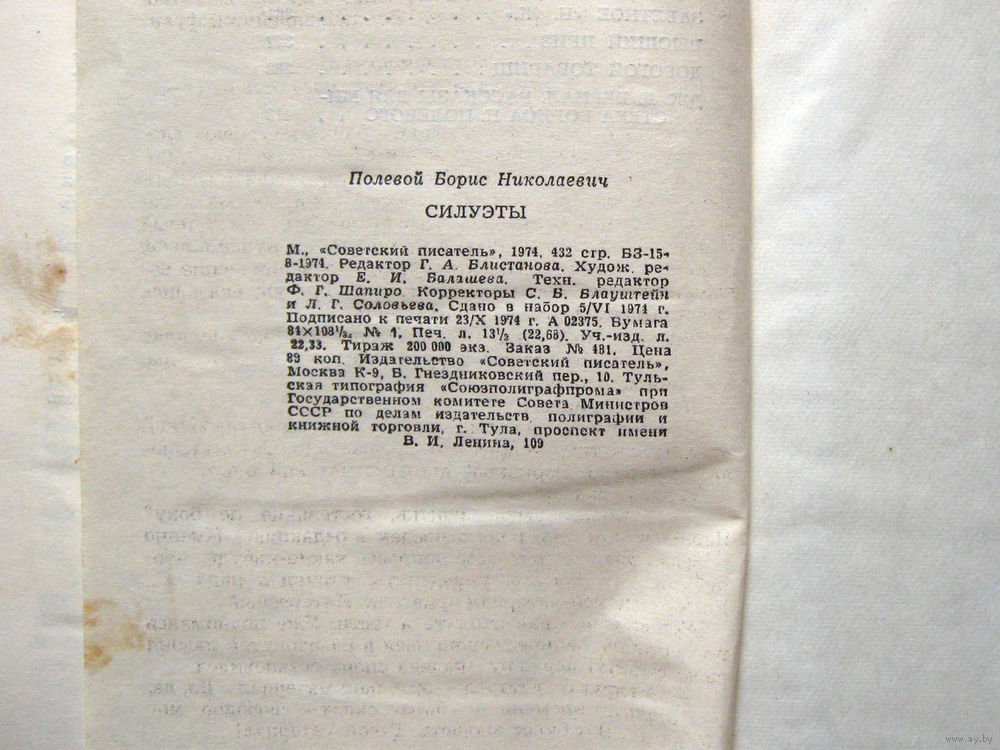 Полевой Борис Николаевич
СИЛУЭТЫ
М., «Советский писатель», 1974, 432 стр. БЗ-15-
8-1974. Редактор Г. А. Блистанова. Худож. ре-
дактор Е. И. Балашева. Техн. редактор
Ф. Г. Шапиро. Корректоры С. Б. Блауштейн
и Л. Г. Соловьева. Сдано в набор 5/VI 1974 г.
Подписано к печати 23/X 1974 г. А 02375. Бумага
84×108¹/₃₂ № 1. Печ. л. 13½ (22,68). Уч.-изд. л.
22,33. Тираж 200 000 экз. Заказ № 481. Цена
89 коп. Издательство «Советский писатель»,
Москва К-9, Б. Гнездниковский пер., 10. Туль-
ская типография «Союзполиграфпрома» при
Государственном комитете Совета Министров
СССР по делам издательств, полиграфии и
книжной торговли, г. Тула, проспект имени
В. И. Ленина, 109
www.ay.by